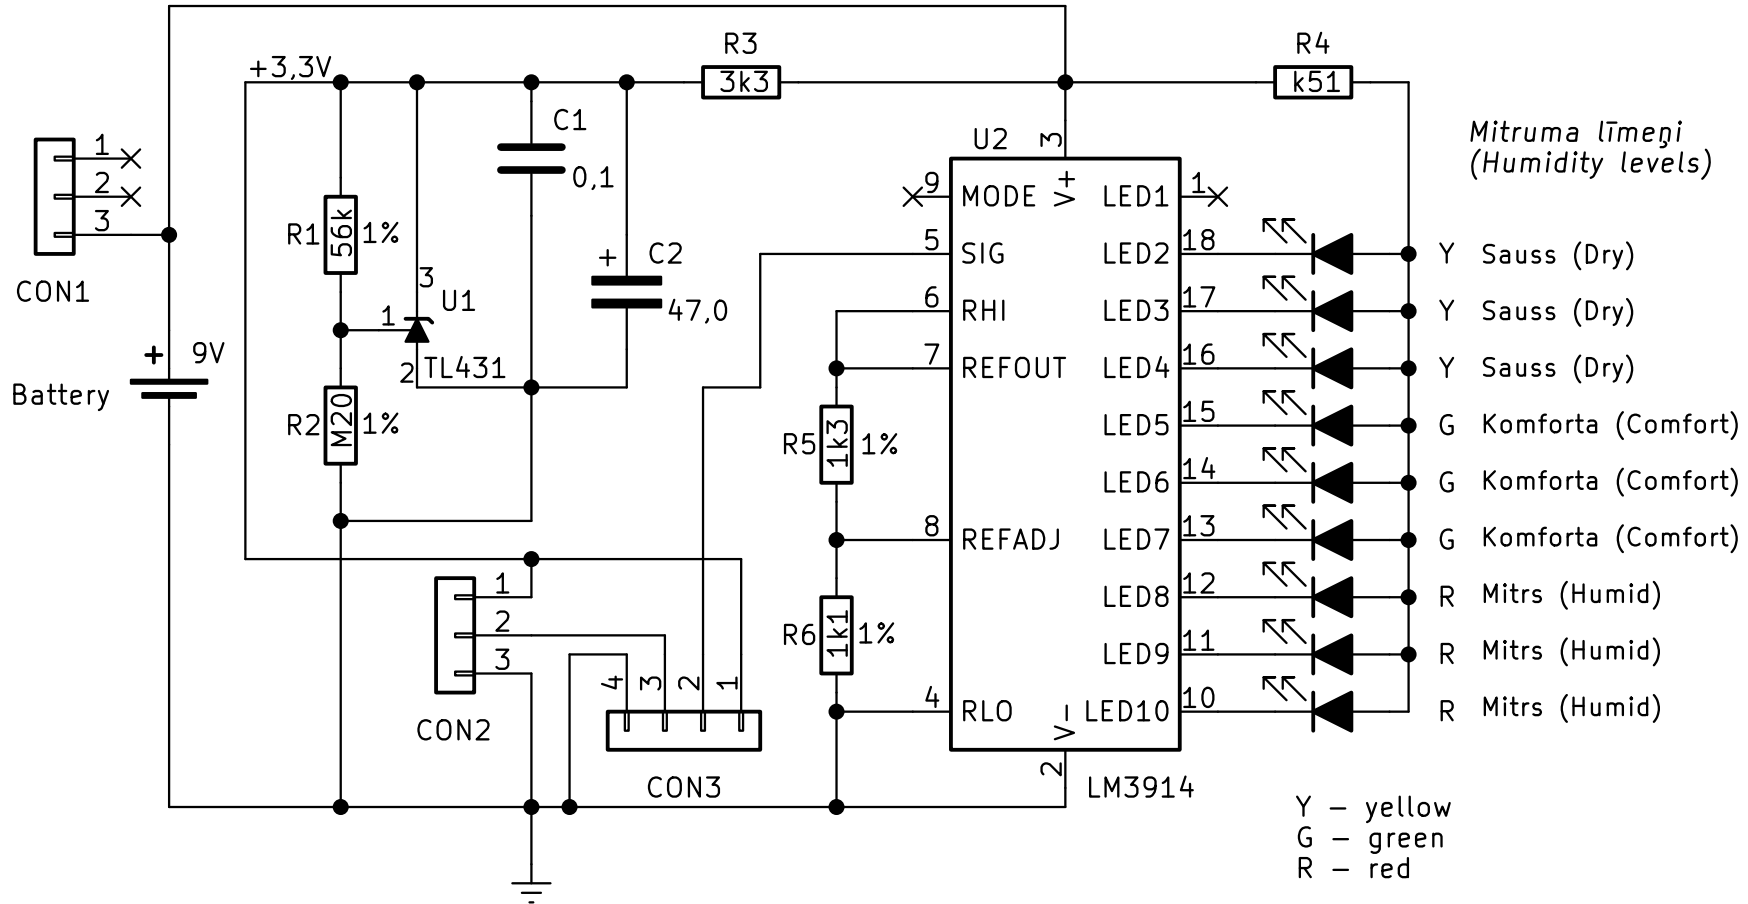 +3,3V
R3
3k3
R4
k51
Mitruma līmeņi
(Humidity levels)
1
2
3
CON1
R1
56k
1%
C1
0,1
+
C2
47,0
3
1
U1
2
TL431
+
9V
Battery
R2
M20
1%
U2
3
V+
9
MODE
5
SIG
6
RHI
7
REFOUT
8
REFADJ
4
RLO
LED1
1
LED2
18
LED3
17
LED4
16
LED5
15
LED6
14
LED7
13
LED8
12
LED9
11
LED10
10
V-
2
LM3914
R5
1k3
1%
R6
1k1
1%
1
2
3
CON2
4
3
2
1
CON3
Y Sauss (Dry)
Y Sauss (Dry)
Y Sauss (Dry)
G Komforta (Comfort)
G Komforta (Comfort)
G Komforta (Comfort)
R Mitrs (Humid)
R Mitrs (Humid)
R Mitrs (Humid)
Y – yellow
G – green
R – red